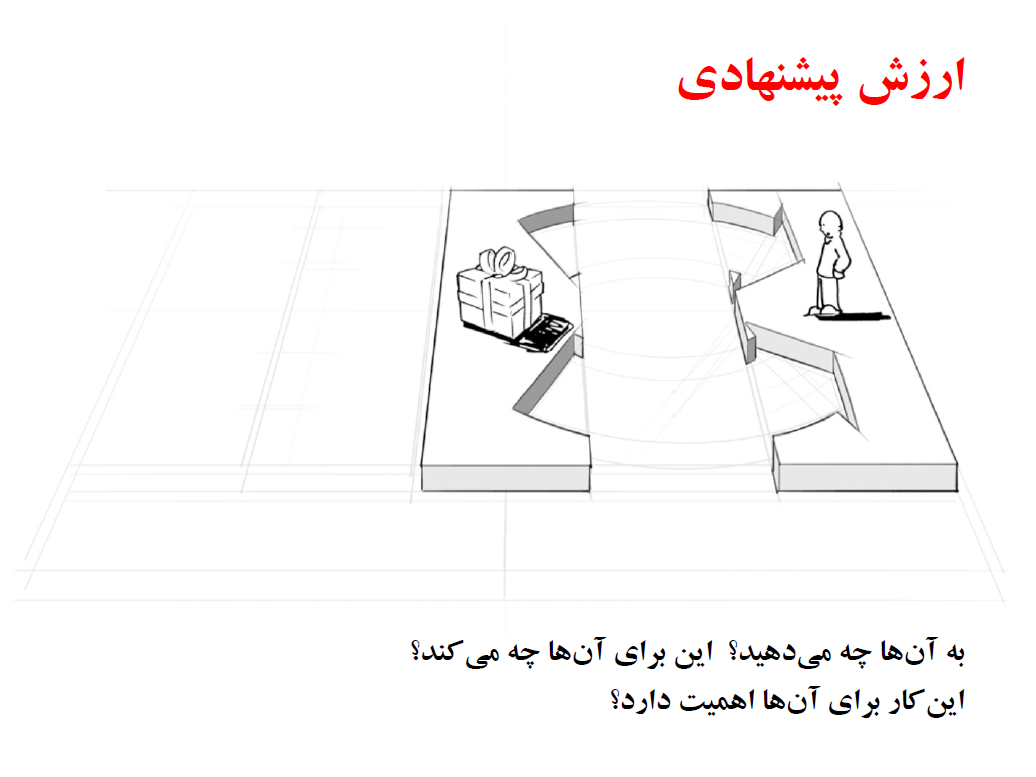 ارزش پیشنهادی
به آن‌ها چه می‌دهید؟ این برای آن‌ها چه می‌کند؟
این‌کار برای آن‌ها اهمیت دارد؟